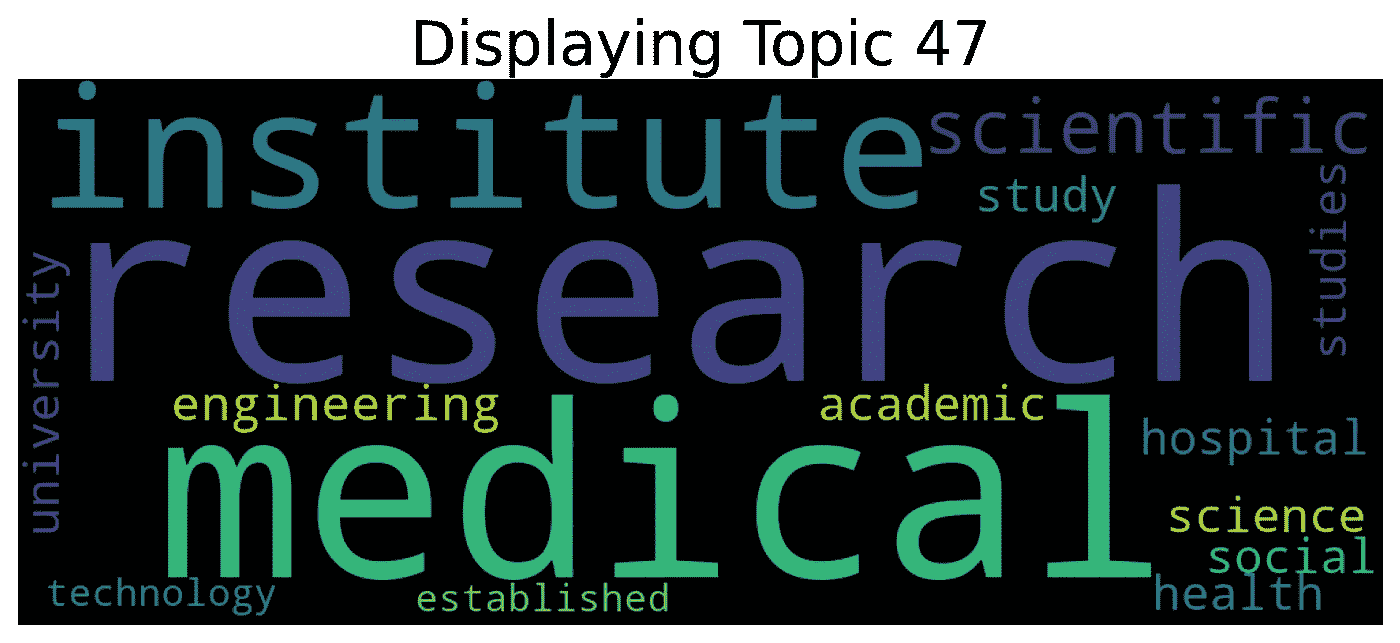 Displaying Topic 47
institute
scientific
study
studies
research
university
engineering
academic
medical
hospital
science
social
technology
established
health